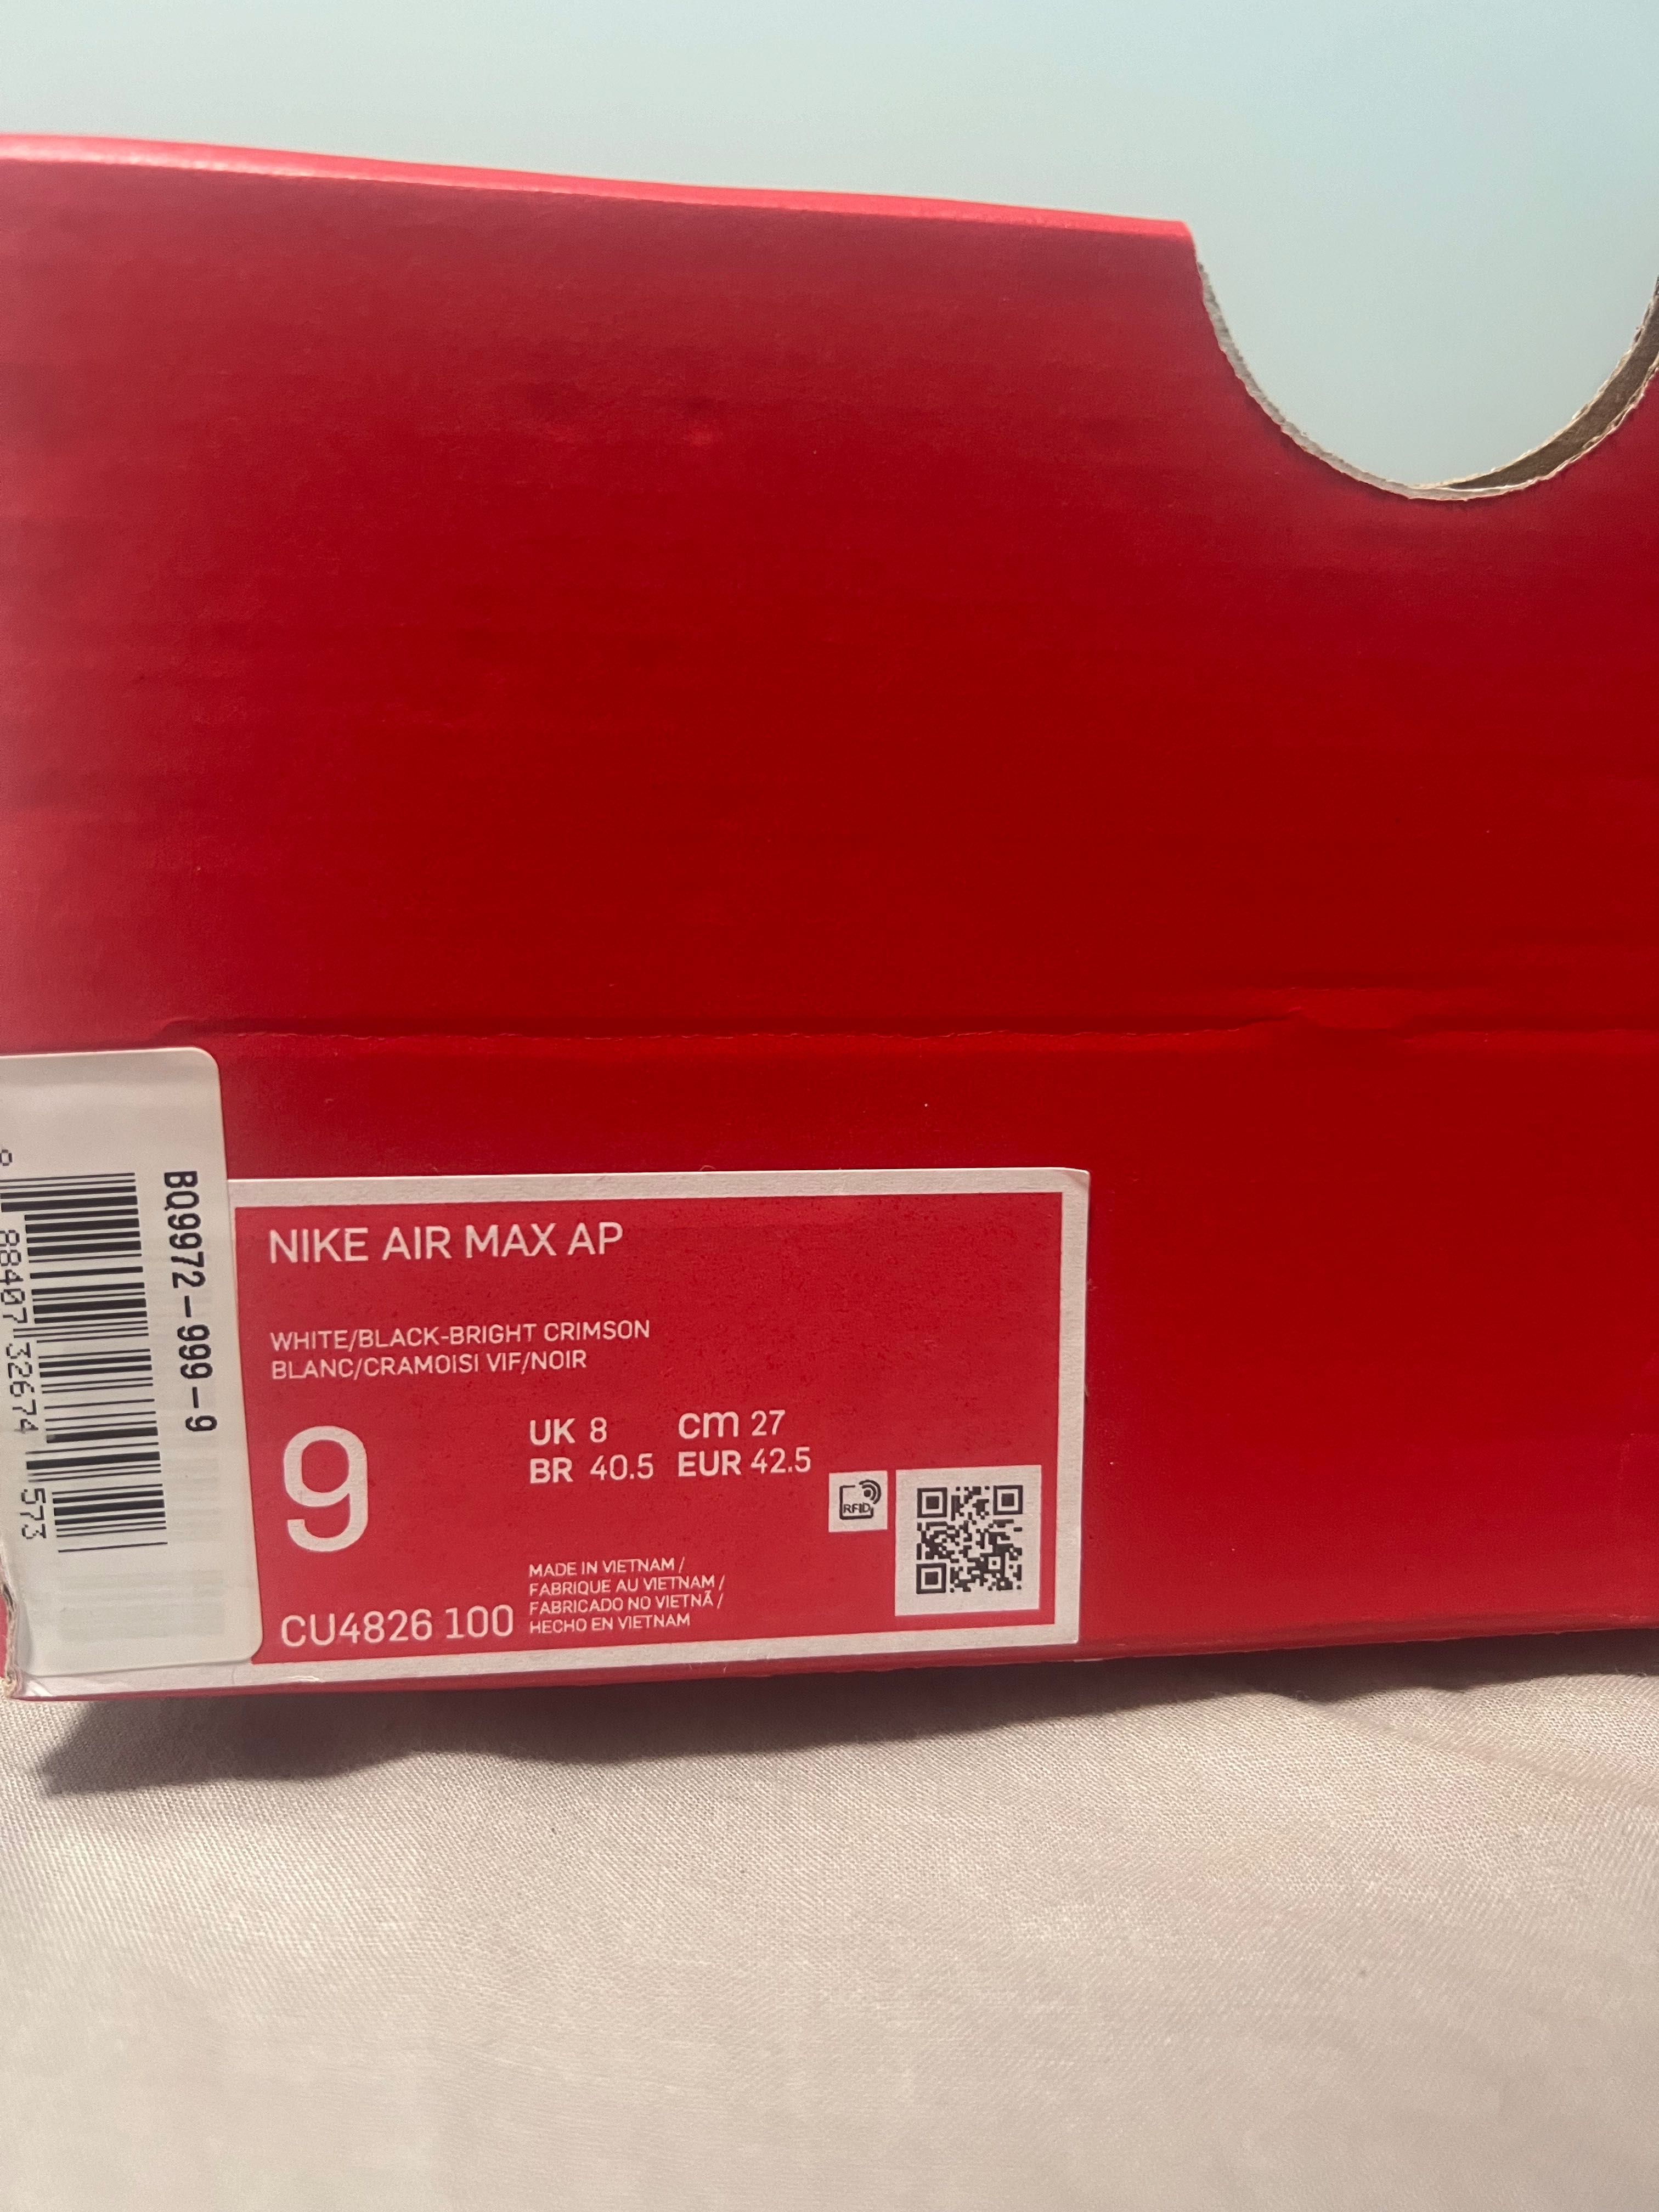 BQ9972-999-9
88407 32674 573
NIKE AIR MAX AP
WHITE/BLACK-BRIGHT CRIMSON
BLANC/CRAMOISI VIF/NOIR
9
UK 8 cm 27
BR 40.5 EUR 42.5
RFID
MADE IN VIETNAM /
FABRIQUE AU VIETNAM /
FABRICADO NO VIETNÃ /
HECHO EN VIETNAM
CU4826 100